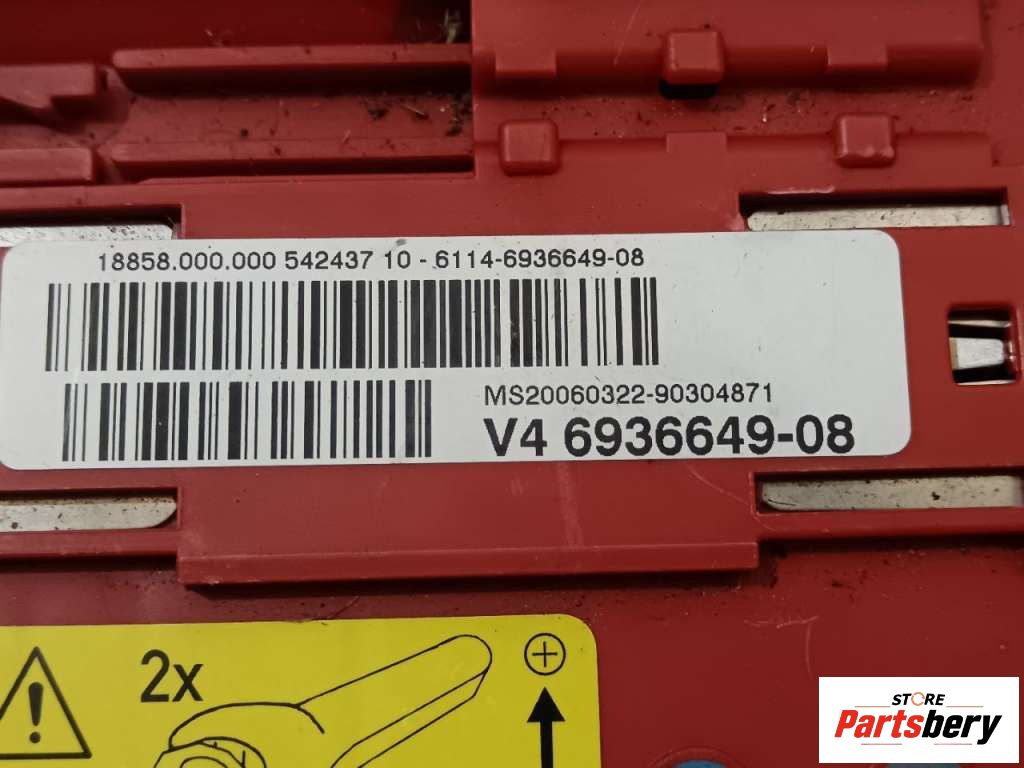 18858.000.000 542437 10 - 6114-6936649-08
MS20060322-90304871
V4 6936649-08
2x
STORE
Partsbery